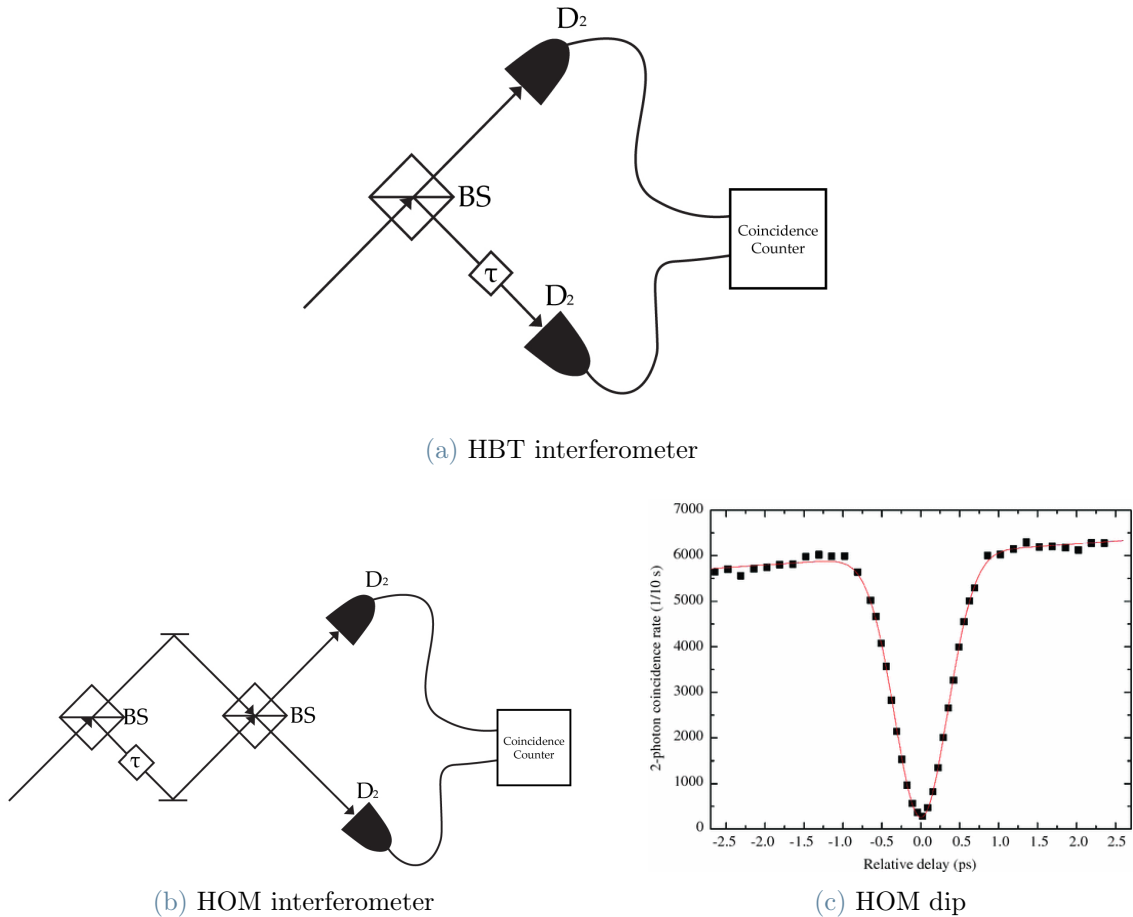 D₂
BS
τ
D₂
Coincidence
Counter
(a) HBT interferometer
D₂
BS
BS
τ
D₂
Coincidence
Counter
(b) HOM interferometer
2-photon coincidence rate (1/10 s)
7000
6000
5000
4000
3000
2000
1000
0
-2.5 -2.0 -1.5 -1.0 -0.5 0.0 0.5 1.0 1.5 2.0 2.5
Relative delay (ps)
(c) HOM dip